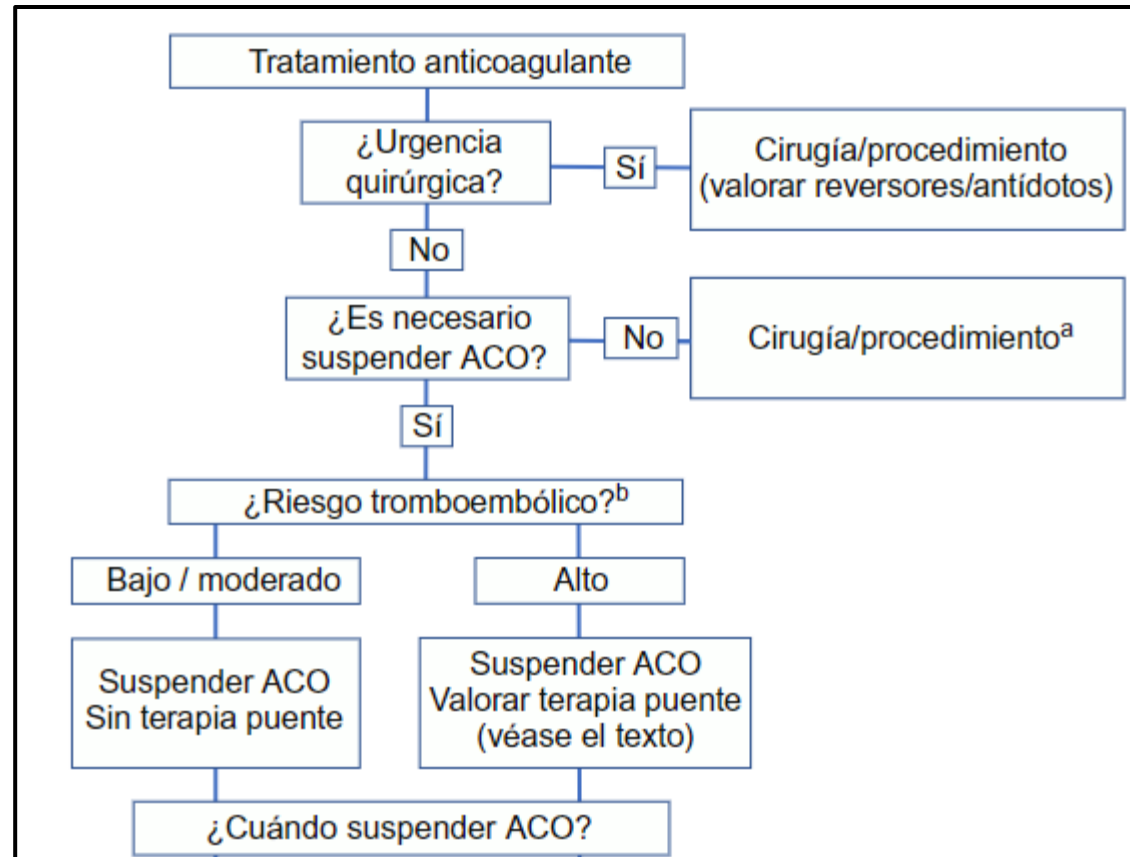 Tratamiento anticoagulante
¿Urgencia
quirúrgica?
Sí
Cirugía/procedimiento
(valorar reversores/antídotos)
No
¿Es necesario
suspender ACO?
No
Cirugía/procedimientoᵃ
Sí
¿Riesgo tromboembólico?ᵇ
Bajo / moderado
Alto
Suspender ACO
Sin terapia puente
Suspender ACO
Valorar terapia puente
(véase el texto)
¿Cuándo suspender ACO?